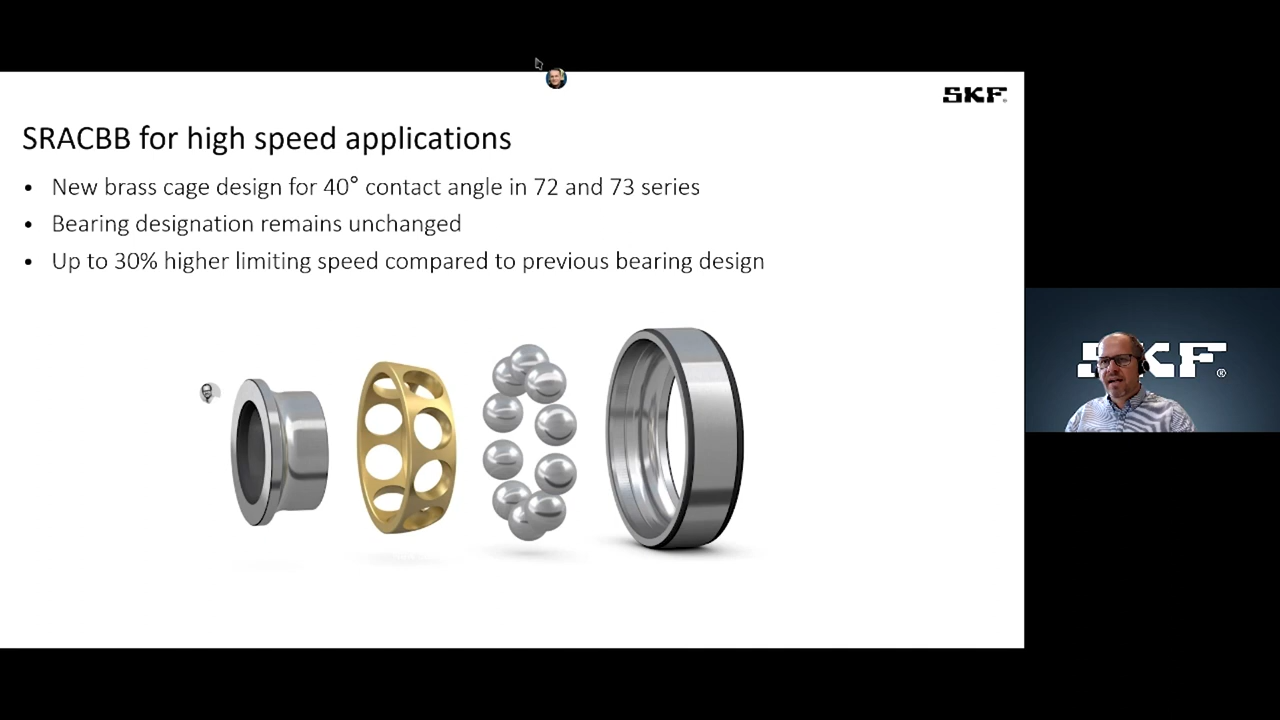 SKF®
SRACBB for high speed applications
• New brass cage design for 40° contact angle in 72 and 73 series
• Bearing designation remains unchanged
• Up to 30% higher limiting speed compared to previous bearing design
SKF®